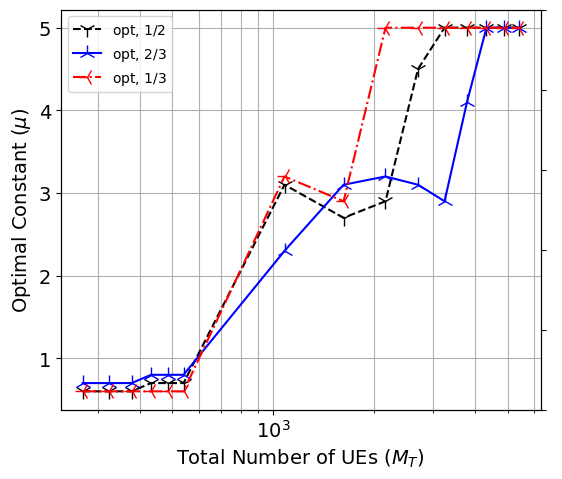 opt, 1/2
opt, 2/3
opt, 1/3
5
4
3
2
1
Optimal Constant (μ)
10³
Total Number of UEs (M_T)